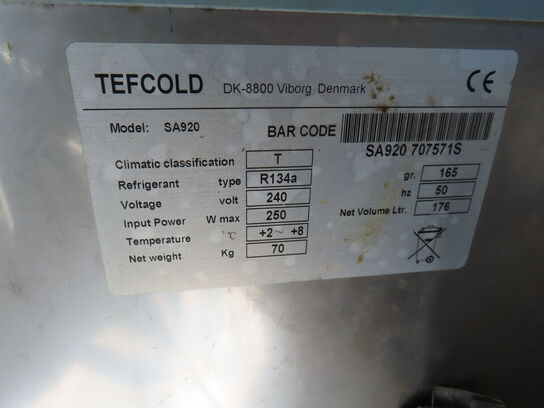 TEFCOLD DK-8800 Viborg Denmark CE
Model: SA920 BAR CODE
SA920 707571S
Climatic classification T
Refrigerant type R134a gr. 165
Voltage volt 240 hz 50
Input Power W max 250 Net Volume Ltr. 176
Temperature °C +2~ +8
Net weight Kg 70